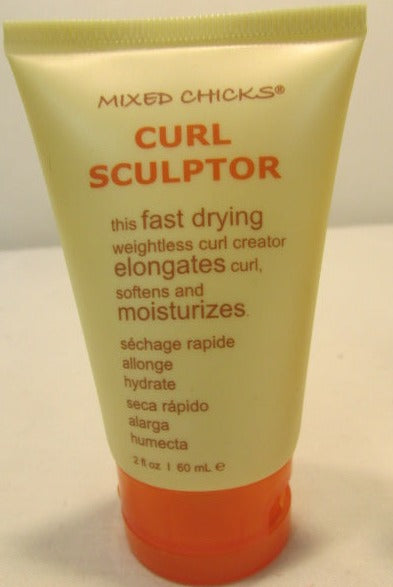 MIXED CHICKS®
CURL
SCULPTOR
this fast drying
weightless curl creator
elongates curl,
softens and
moisturizes.
séchage rapide
allonge
hydrate
seca rápido
alarga
humecta
2 fl oz I 60 mL ℮